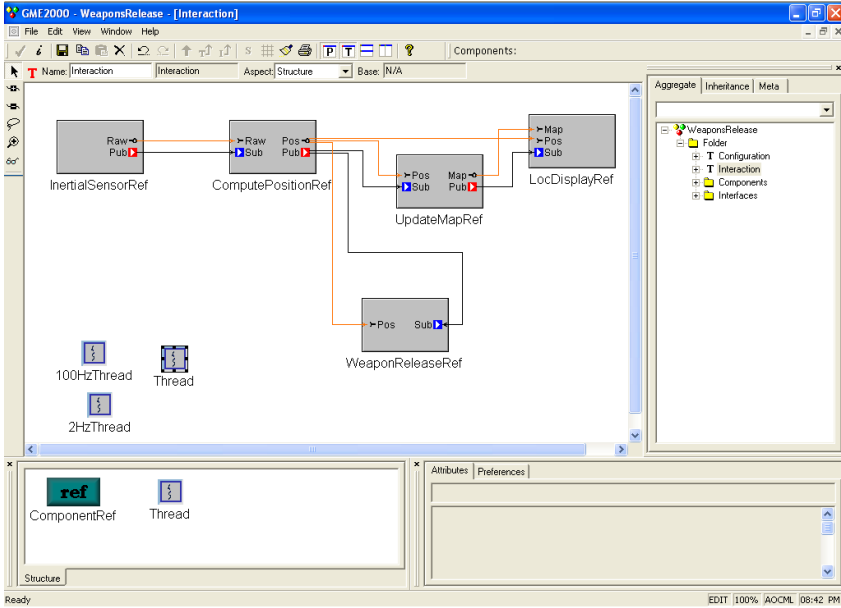 GME2000 - WeaponsRelease - [Interaction]
File Edit View Window Help
Components:
Name: Interaction Interaction Aspect: Structure Base: N/A
Raw
Pub
InertialSensorRef
Raw Pos
Sub Pub
ComputePositionRef
Pos Map
Sub Pub
UpdateMapRef
Map
Pos
Sub
LocDisplayRef
Pos Sub
WeaponReleaseRef
100HzThread
Thread
2HzThread
Aggregate Inheritance Meta
WeaponsRelease
Folder
T Configuration
T Interaction
Components
Interfaces
ref
ComponentRef
Thread
Structure
Attributes Preferences
Ready
EDIT 100% AOCML 08:42 PM